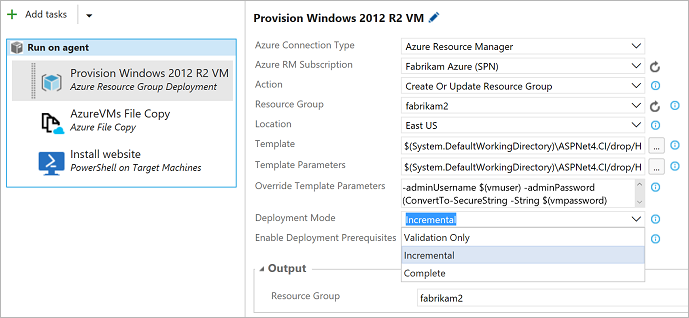 Add tasks
Run on agent
Provision Windows 2012 R2 VM
Azure Resource Group Deployment
AzureVMs File Copy
Azure File Copy
Install website
PowerShell on Target Machines
Provision Windows 2012 R2 VM
Azure Connection Type
Azure Resource Manager
Azure RM Subscription
Fabrikam Azure (SPN)
Action
Create Or Update Resource Group
Resource Group
fabrikam2
Location
East US
Template
$(System.DefaultWorkingDirectory)\ASPNet4.CI/drop/H
...
Template Parameters
$(System.DefaultWorkingDirectory)\ASPNet4.CI/drop/H
...
Override Template Parameters
-adminUsername $(vmuser) -adminPassword
(ConvertTo-SecureString -String $(vmpassword)
Deployment Mode
Incremental
Enable Deployment Prerequisites
Validation Only
Incremental
Complete
Output
Resource Group
fabrikam2